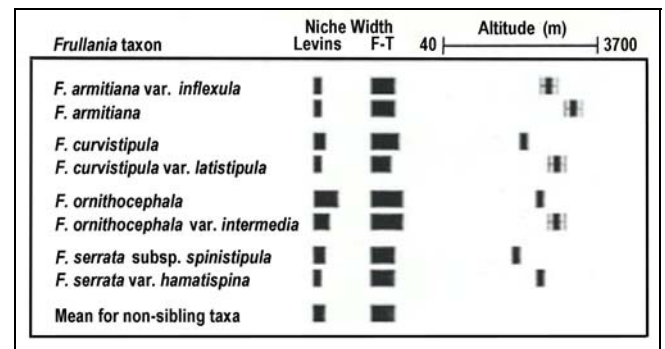 Niche Width Altitude (m)
Frullania taxon Levins F-T 40 3700
F. armitiana var. inflexula
F. armitiana
F. curvistipula
F. curvistipula var. latistipula
F. ornithocephala
F. ornithocephala var. intermedia
F. serrata subsp. spinistipula
F. serrata var. hamatispina
Mean for non-sibling taxa